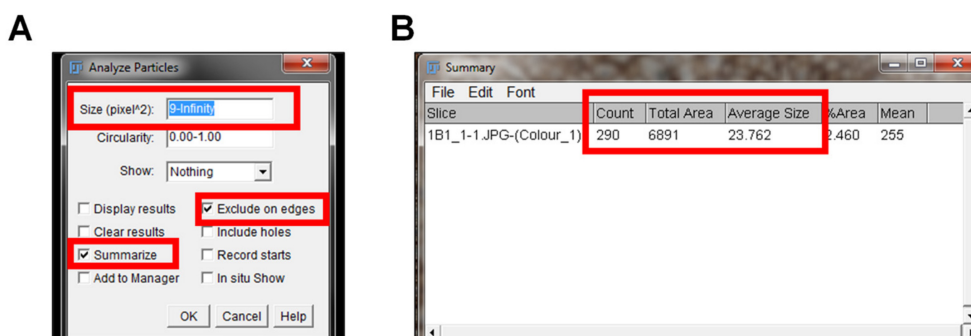 A
B
Analyze Particles
Size (pixel^2): 9-Infinity
Circularity: 0.00-1.00
Show: Nothing
Display results Exclude on edges
Clear results Include holes
Summarize Record starts
Add to Manager In situ Show
OK Cancel Help
Summary
File Edit Font
Slice Count Total Area Average Size %Area Mean
1B1_1-1.JPG-(Colour_1) 290 6891 23.762 2.460 255